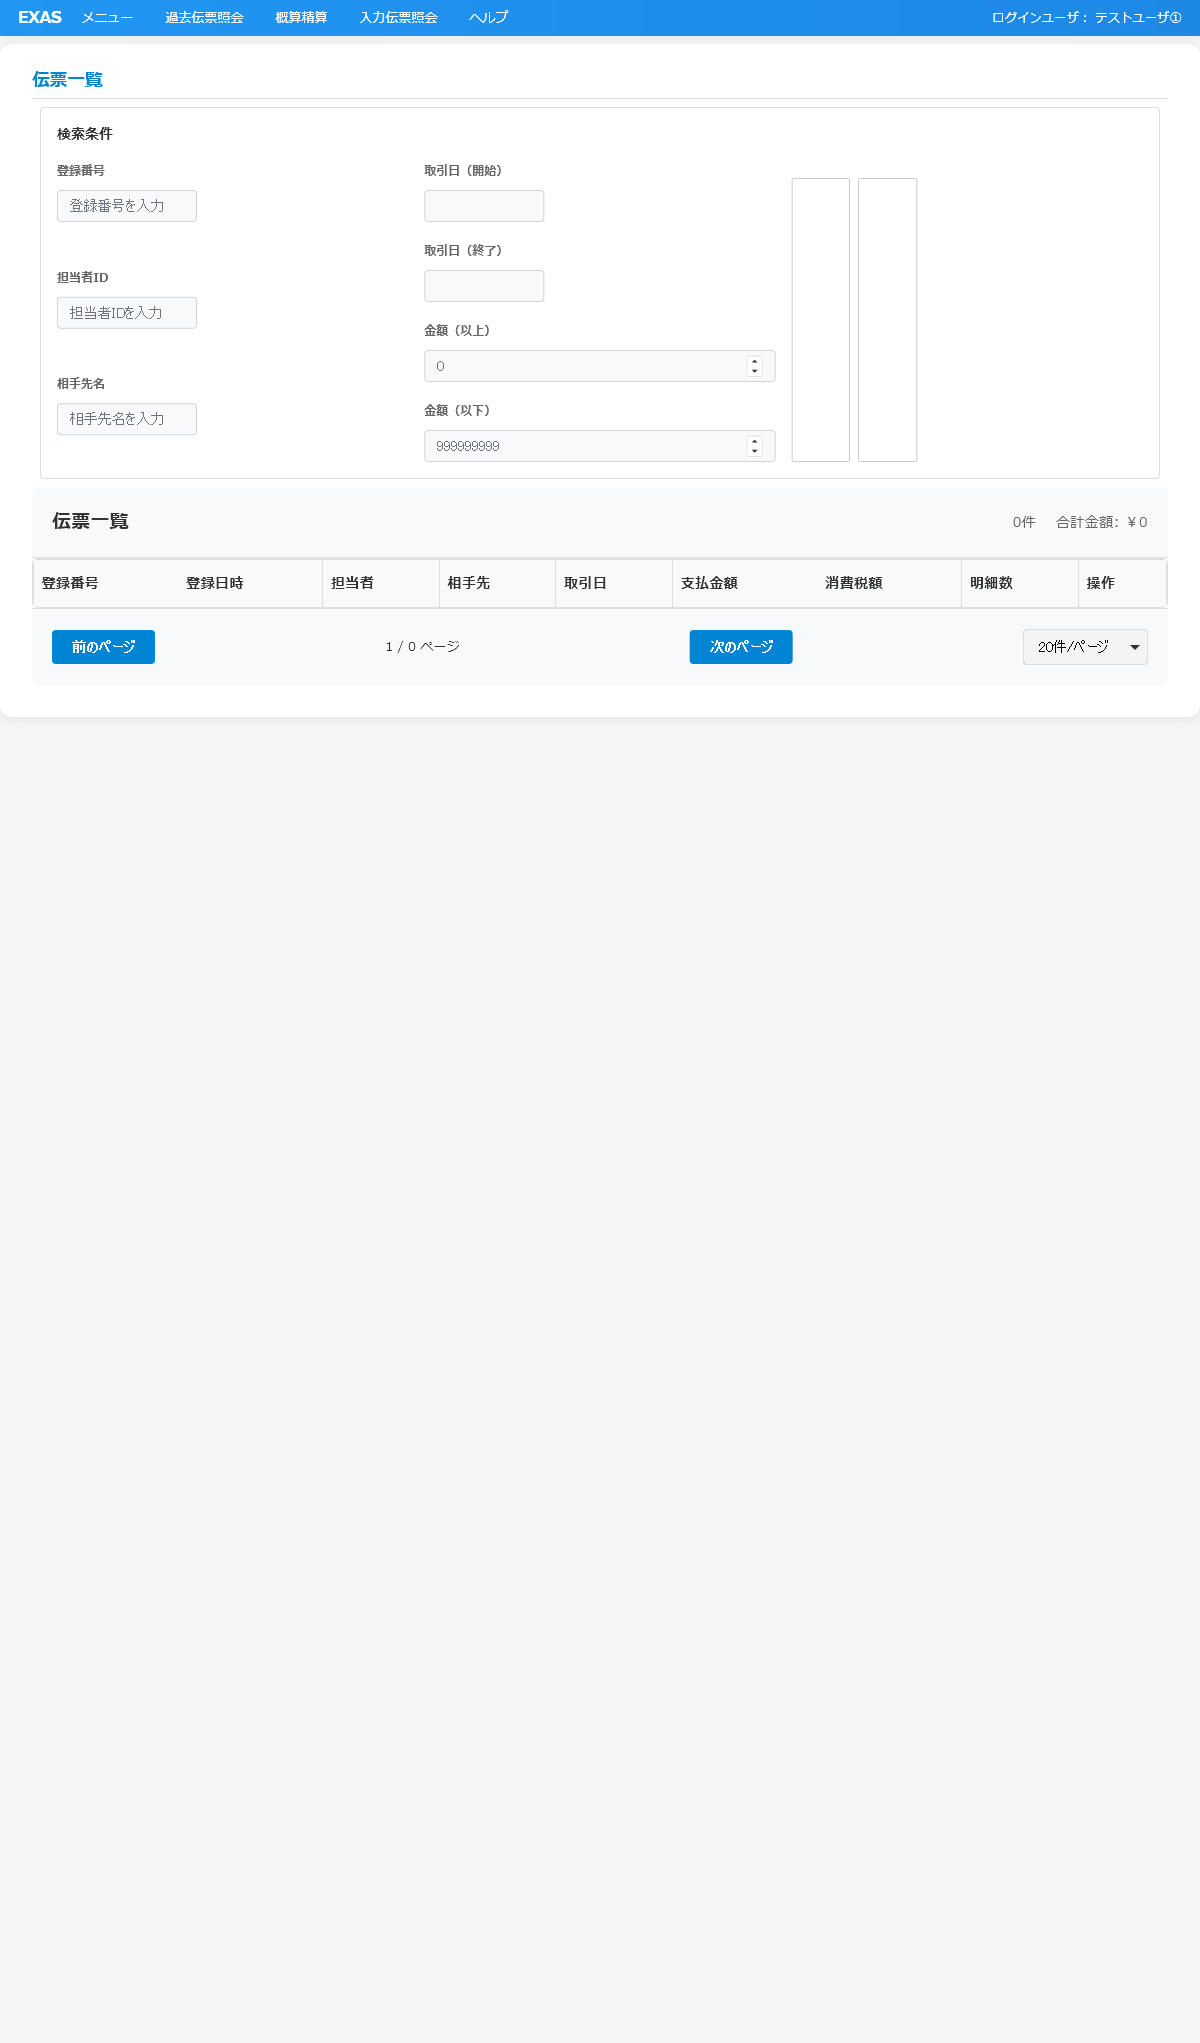 EXAS メニュー 過去伝票照会 概算精算 入力伝票照会 ヘルプ ログインユーザ： テストユーザ①
伝票一覧
検索条件
登録番号
登録番号を入力
担当者ID
担当者IDを入力
相手先名
相手先名を入力
取引日（開始）
取引日（終了）
金額（以上）
0
金額（以下）
999999999
伝票一覧 0件 合計金額: ¥0
登録番号 登録日時 担当者 相手先 取引日 支払金額 消費税額 明細数 操作
前のページ 1 / 0 ページ 次のページ 20件/ページ